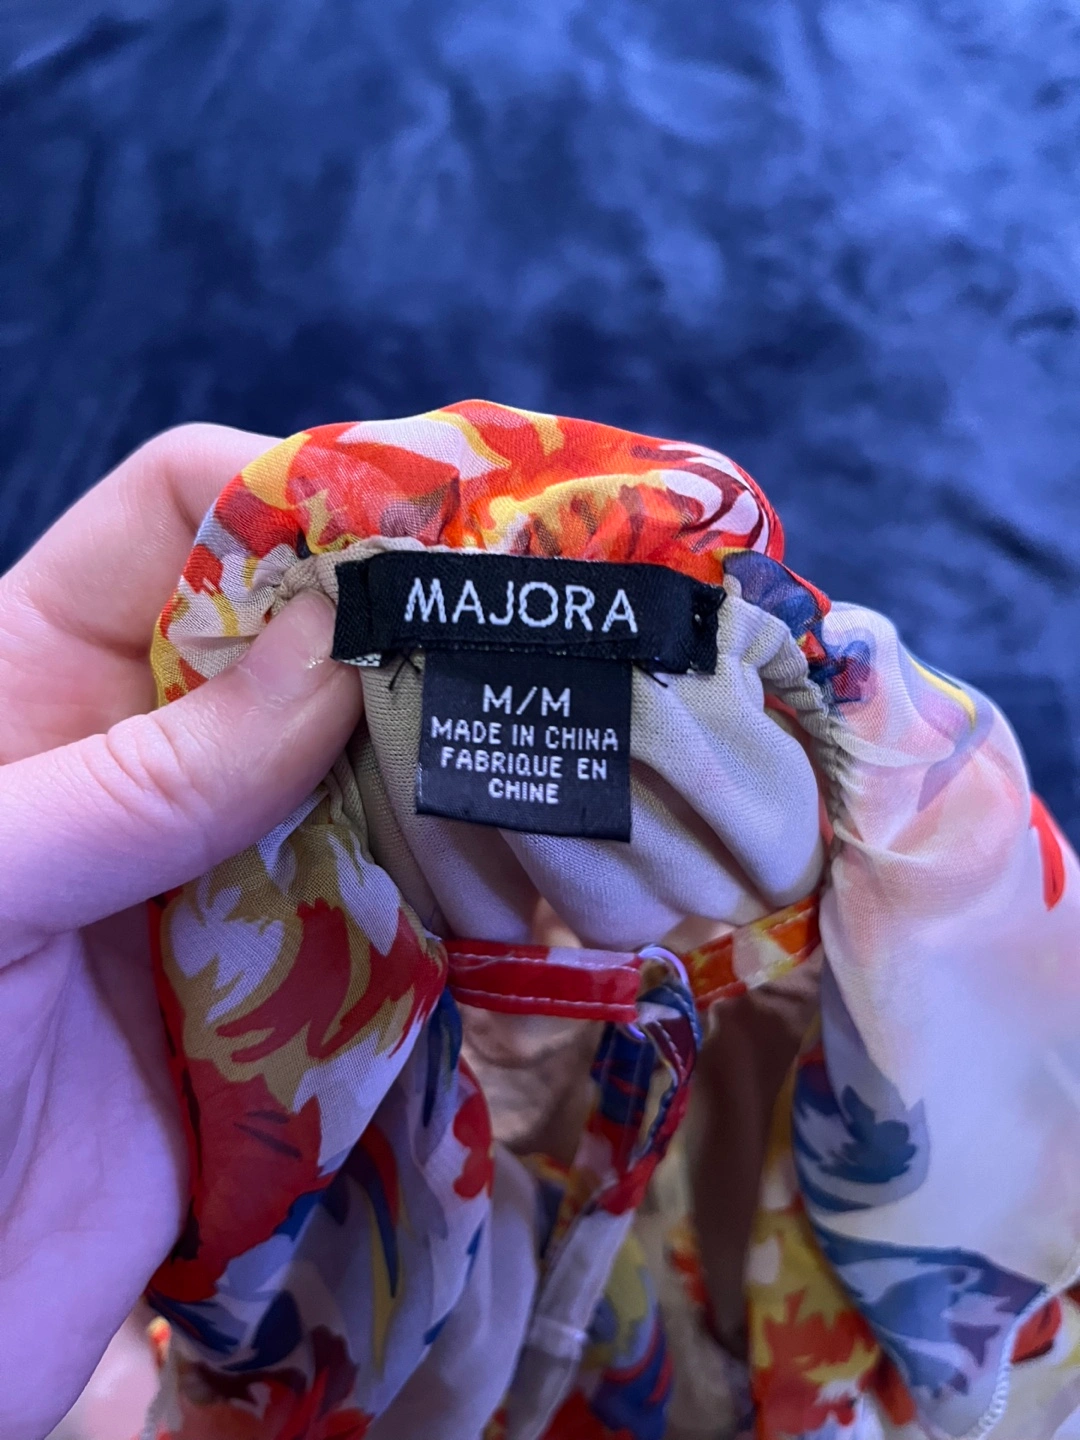 MAJORA
M/M
MADE IN CHINA
FABRIQUE EN
CHINE